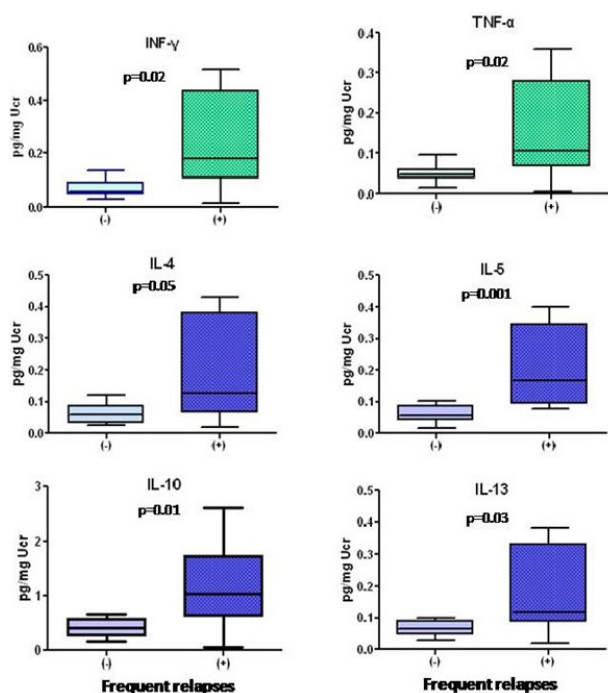 INF-γ
p=0.02
pg/mg Ucr
0.6
0.4
0.2
0.0
(-)
(+)
TNF-α
p=0.02
pg/mg Ucr
0.4
0.3
0.2
0.1
0.0
(-)
(+)
IL-4
p=0.05
pg/mg Ucr
0.5
0.4
0.3
0.2
0.1
0.0
(-)
(+)
IL-5
p=0.001
pg/mg Ucr
0.5
0.4
0.3
0.2
0.1
0.0
(-)
(+)
IL-10
p=0.01
pg/mg Ucr
3
2
1
0
(-)
(+)
Frequent relapses
IL-13
p=0.03
pg/mg Ucr
0.5
0.4
0.3
0.2
0.1
0.0
(-)
(+)
Frequent relapses